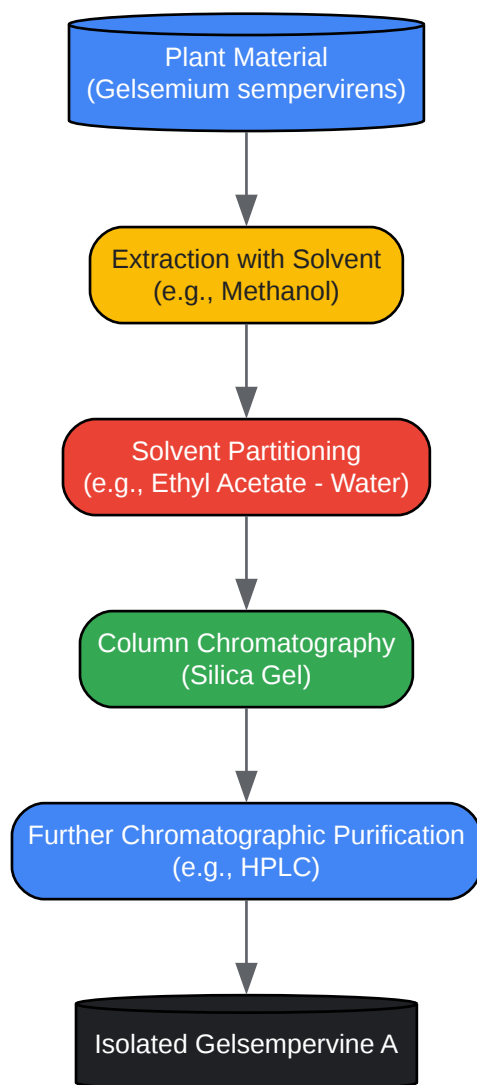 Plant Material
(Gelsemium sempervirens)
Extraction with Solvent
(e.g., Methanol)
Solvent Partitioning
(e.g., Ethyl Acetate - Water)
Column Chromatography
(Silica Gel)
Further Chromatographic Purification
(e.g., HPLC)
Isolated Gelsempervine A